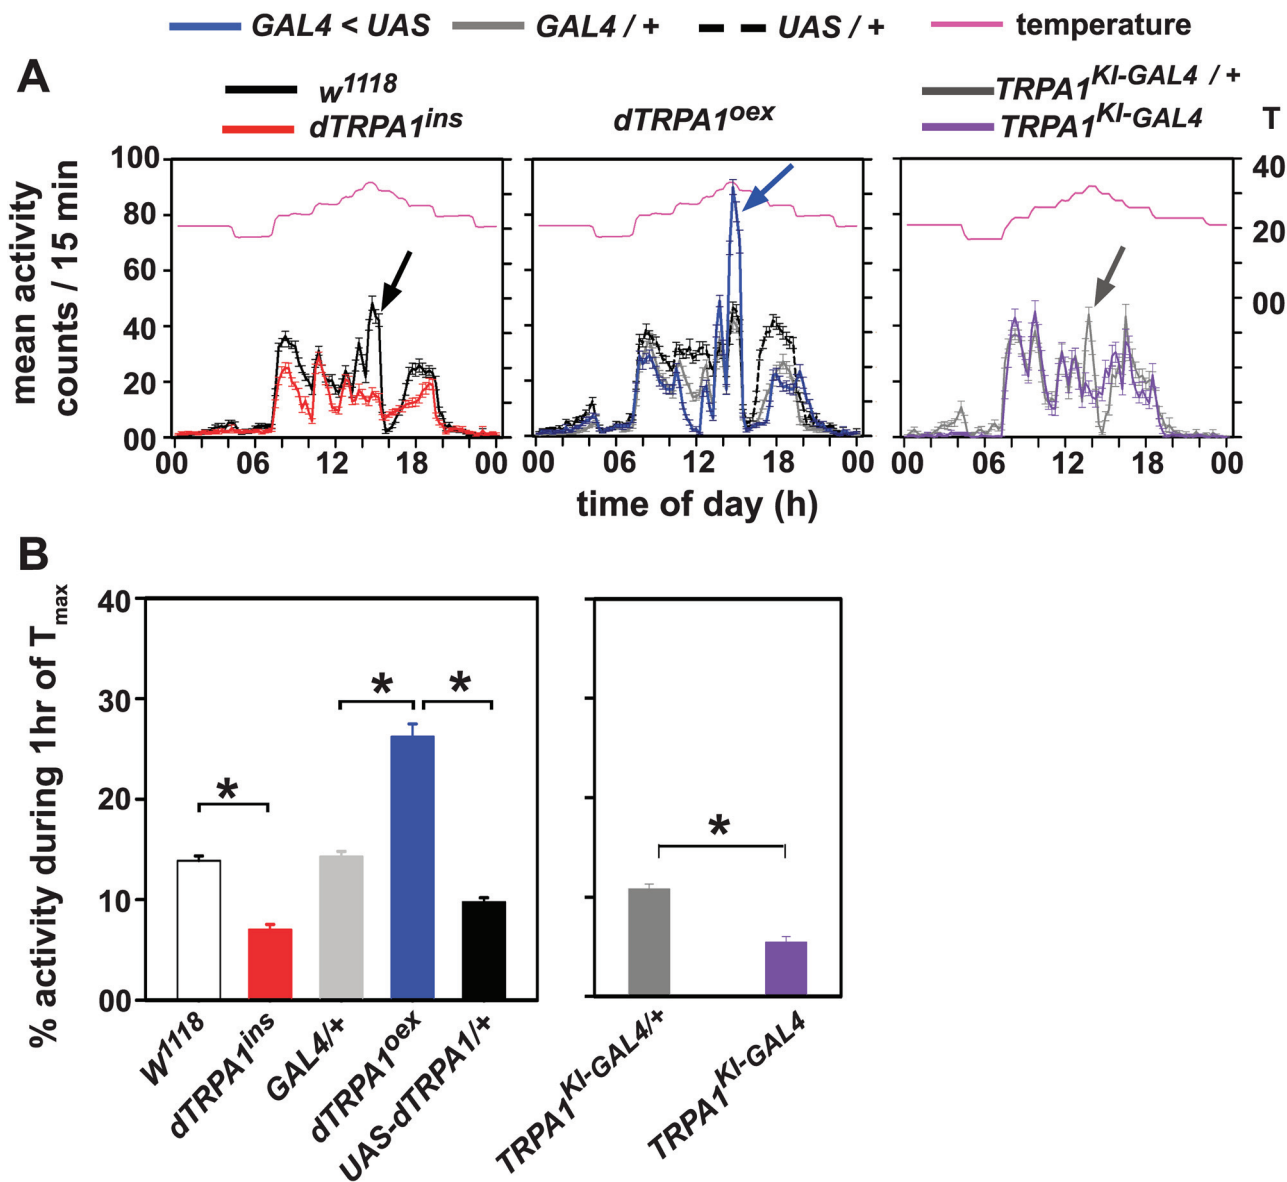 GAL4 < UAS GAL4 / + UAS / + temperature
A
w1118
dTRPA1ins
dTRPA1oex
TRPA1KI-GAL4 / +
TRPA1KI-GAL4
T
mean activity
counts / 15 min
100
80
60
40
20
00
40
20
00
00 06 12 18 00
00 06 12 18 00
00 06 12 18 00
time of day (h)
B
% activity during 1hr of Tmax
40
30
20
10
00
* * *
*
W1118
dTRPA1ins
GAL4/+
dTRPA1oex
UAS-dTRPA1/+
TRPA1KI-GAL4/+
TRPA1KI-GAL4